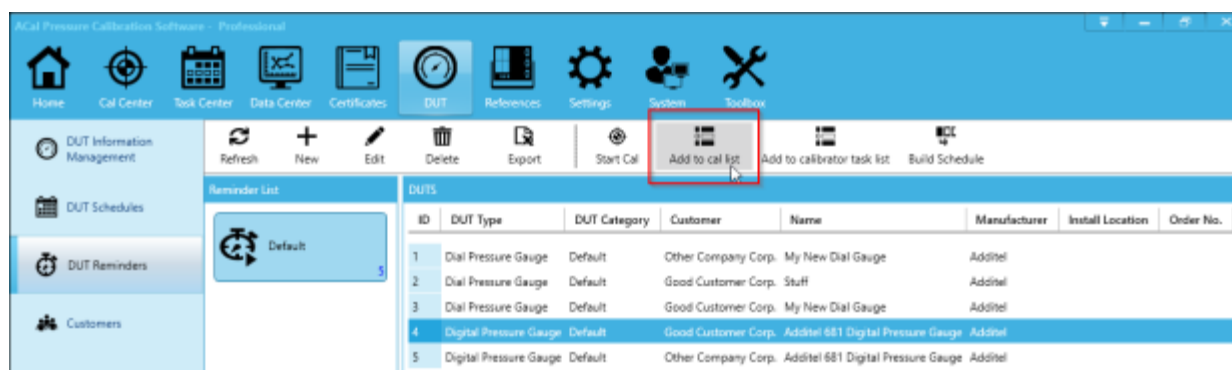 ACal Pressure Calibration Software - Professional
Home Cal Center Task Center Data Center Certificates DUT References Settings System Toolbox
DUT Information Management
DUT Schedules
DUT Reminders
Customers
Refresh New Edit Delete Export Start Cal Add to cal list Add to calibrator task list Build Schedule
Reminder List
Default
5
DUTS
ID DUT Type DUT Category Customer Name Manufacturer Install Location Order No.
1 Dial Pressure Gauge Default Other Company Corp. My New Dial Gauge Additel
2 Dial Pressure Gauge Default Good Customer Corp. Stuff Additel
3 Dial Pressure Gauge Default Good Customer Corp. My New Dial Gauge Additel
4 Digital Pressure Gauge Default Good Customer Corp. Additel 681 Digital Pressure Gauge Additel
5 Digital Pressure Gauge Default Other Company Corp. Additel 681 Digital Pressure Gauge Additel